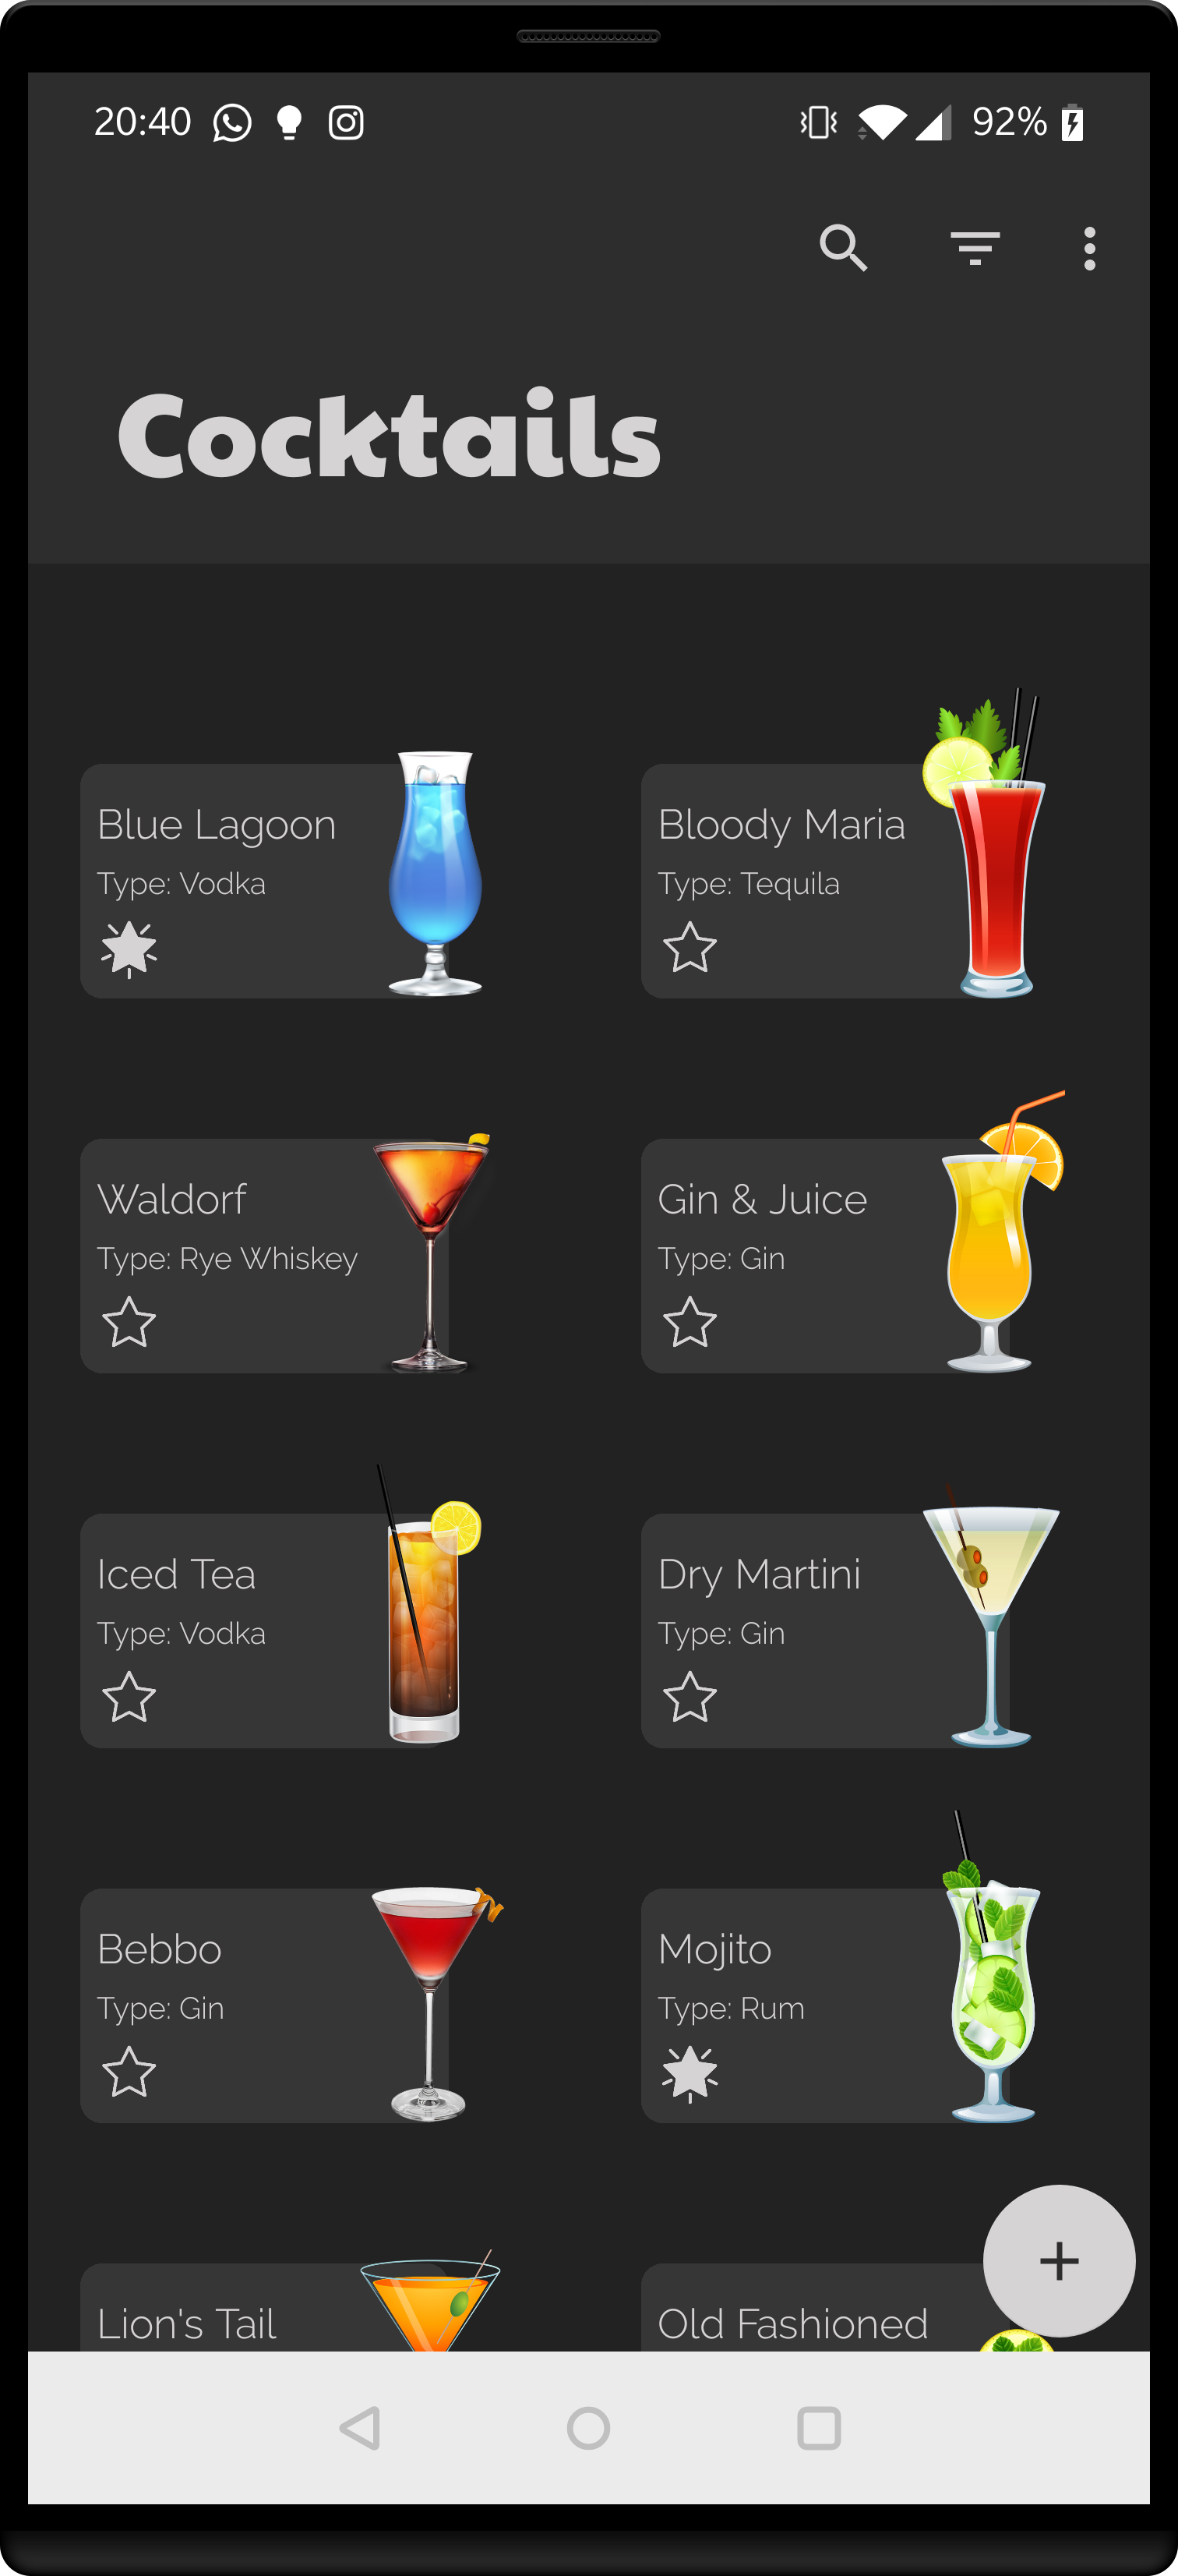 20:40 92%
Cocktails
Blue Lagoon
Type: Vodka
Bloody Maria
Type: Tequila
Waldorf
Type: Rye Whiskey
Gin & Juice
Type: Gin
Iced Tea
Type: Vodka
Dry Martini
Type: Gin
Bebbo
Type: Gin
Mojito
Type: Rum
Lion's Tail
Old Fashioned